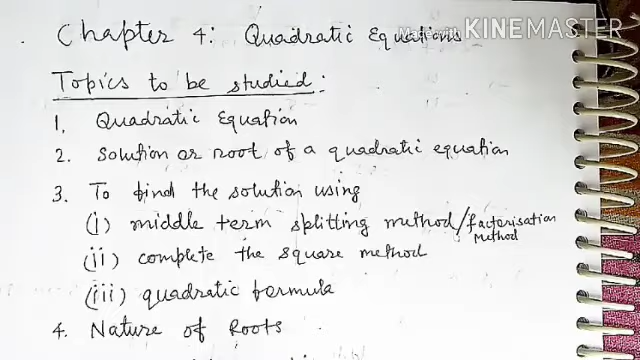 Made with KINEMASTER
Chapter 4: Quadratic Equations
Topics to be studied:
1. Quadratic Equation
2. Solution or root of a quadratic equation
3. To find the solution using
(i) middle term splitting method/factorisation method
(ii) complete the square method
(iii) quadratic formula
4. Nature of Roots